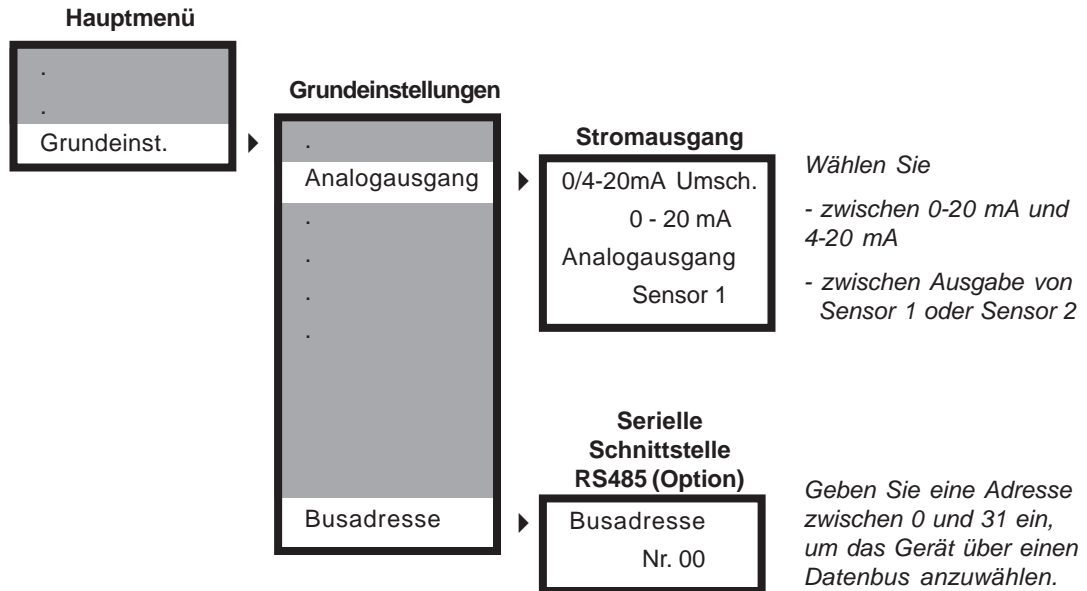 Hauptmenü
.
.
Grundeinst.
Grundeinstellungen
.
Analogausgang
.
.
.
.
Busadresse
Stromausgang
0/4-20mA Umsch.
0 - 20 mA
Analogausgang
Sensor 1
Wählen Sie
- zwischen 0-20 mA und
4-20 mA
- zwischen Ausgabe von
Sensor 1 oder Sensor 2
Serielle
Schnittstelle
RS485 (Option)
Busadresse
Nr. 00
Geben Sie eine Adresse
zwischen 0 und 31 ein,
um das Gerät über einen
Datenbus anzuwählen.